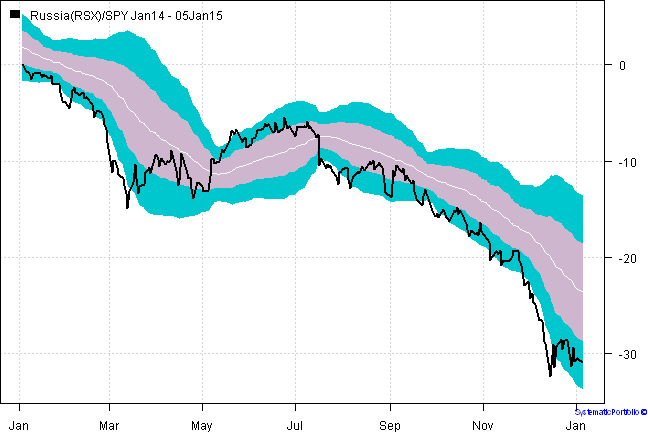 Russia(RSX)/SPY Jan14 - 05Jan15
0
-10
-20
-30
Jan Mar May Jul Sep Nov Jan
SystematicPortfolio ©